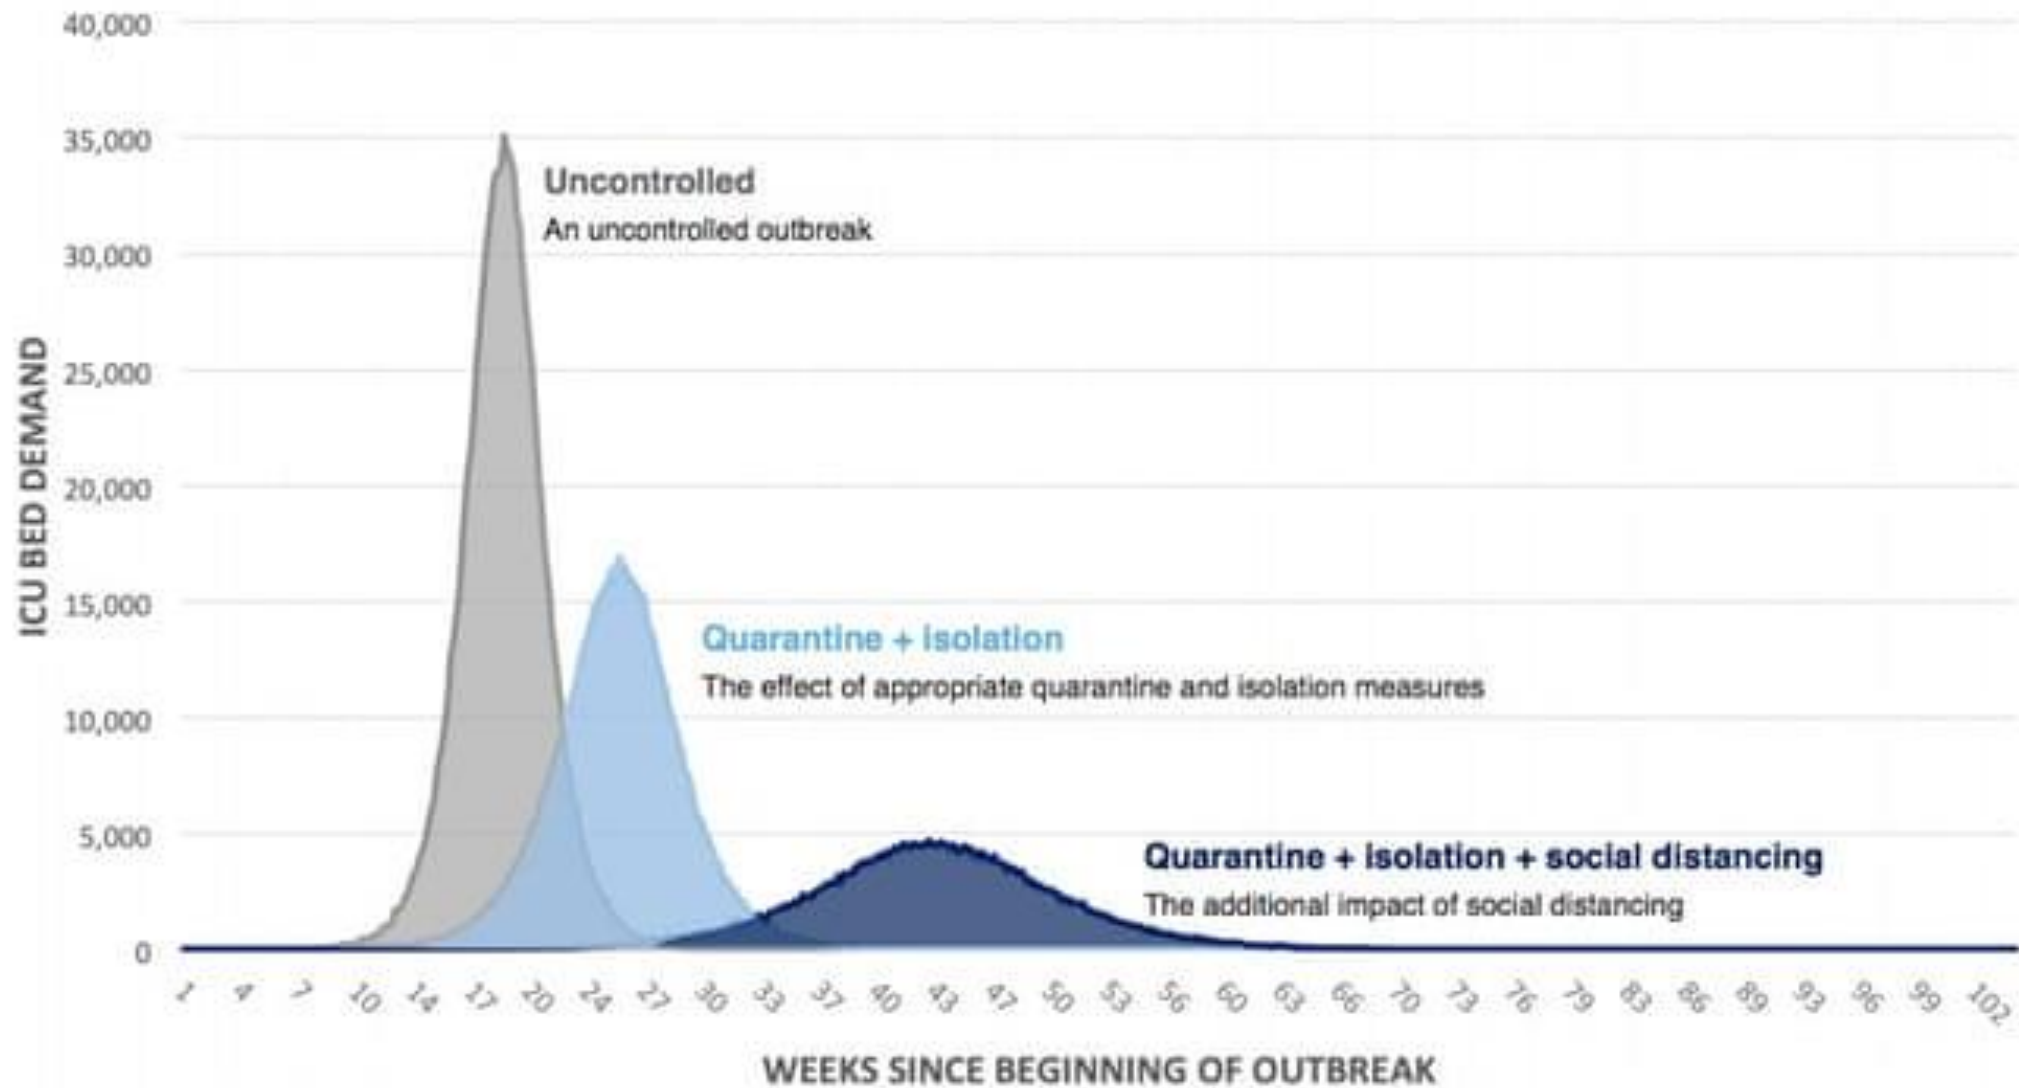 40,000
35,000
30,000
25,000
20,000
15,000
10,000
5,000
0
ICU BED DEMAND
Uncontrolled
An uncontrolled outbreak
Quarantine + isolation
The effect of appropriate quarantine and isolation measures
Quarantine + isolation + social distancing
The additional impact of social distancing
1 4 7 10 14 17 20 24 27 30 33 37 40 43 47 50 53 56 60 63 66 70 73 76 79 83 86 89 93 96 99 102
WEEKS SINCE BEGINNING OF OUTBREAK